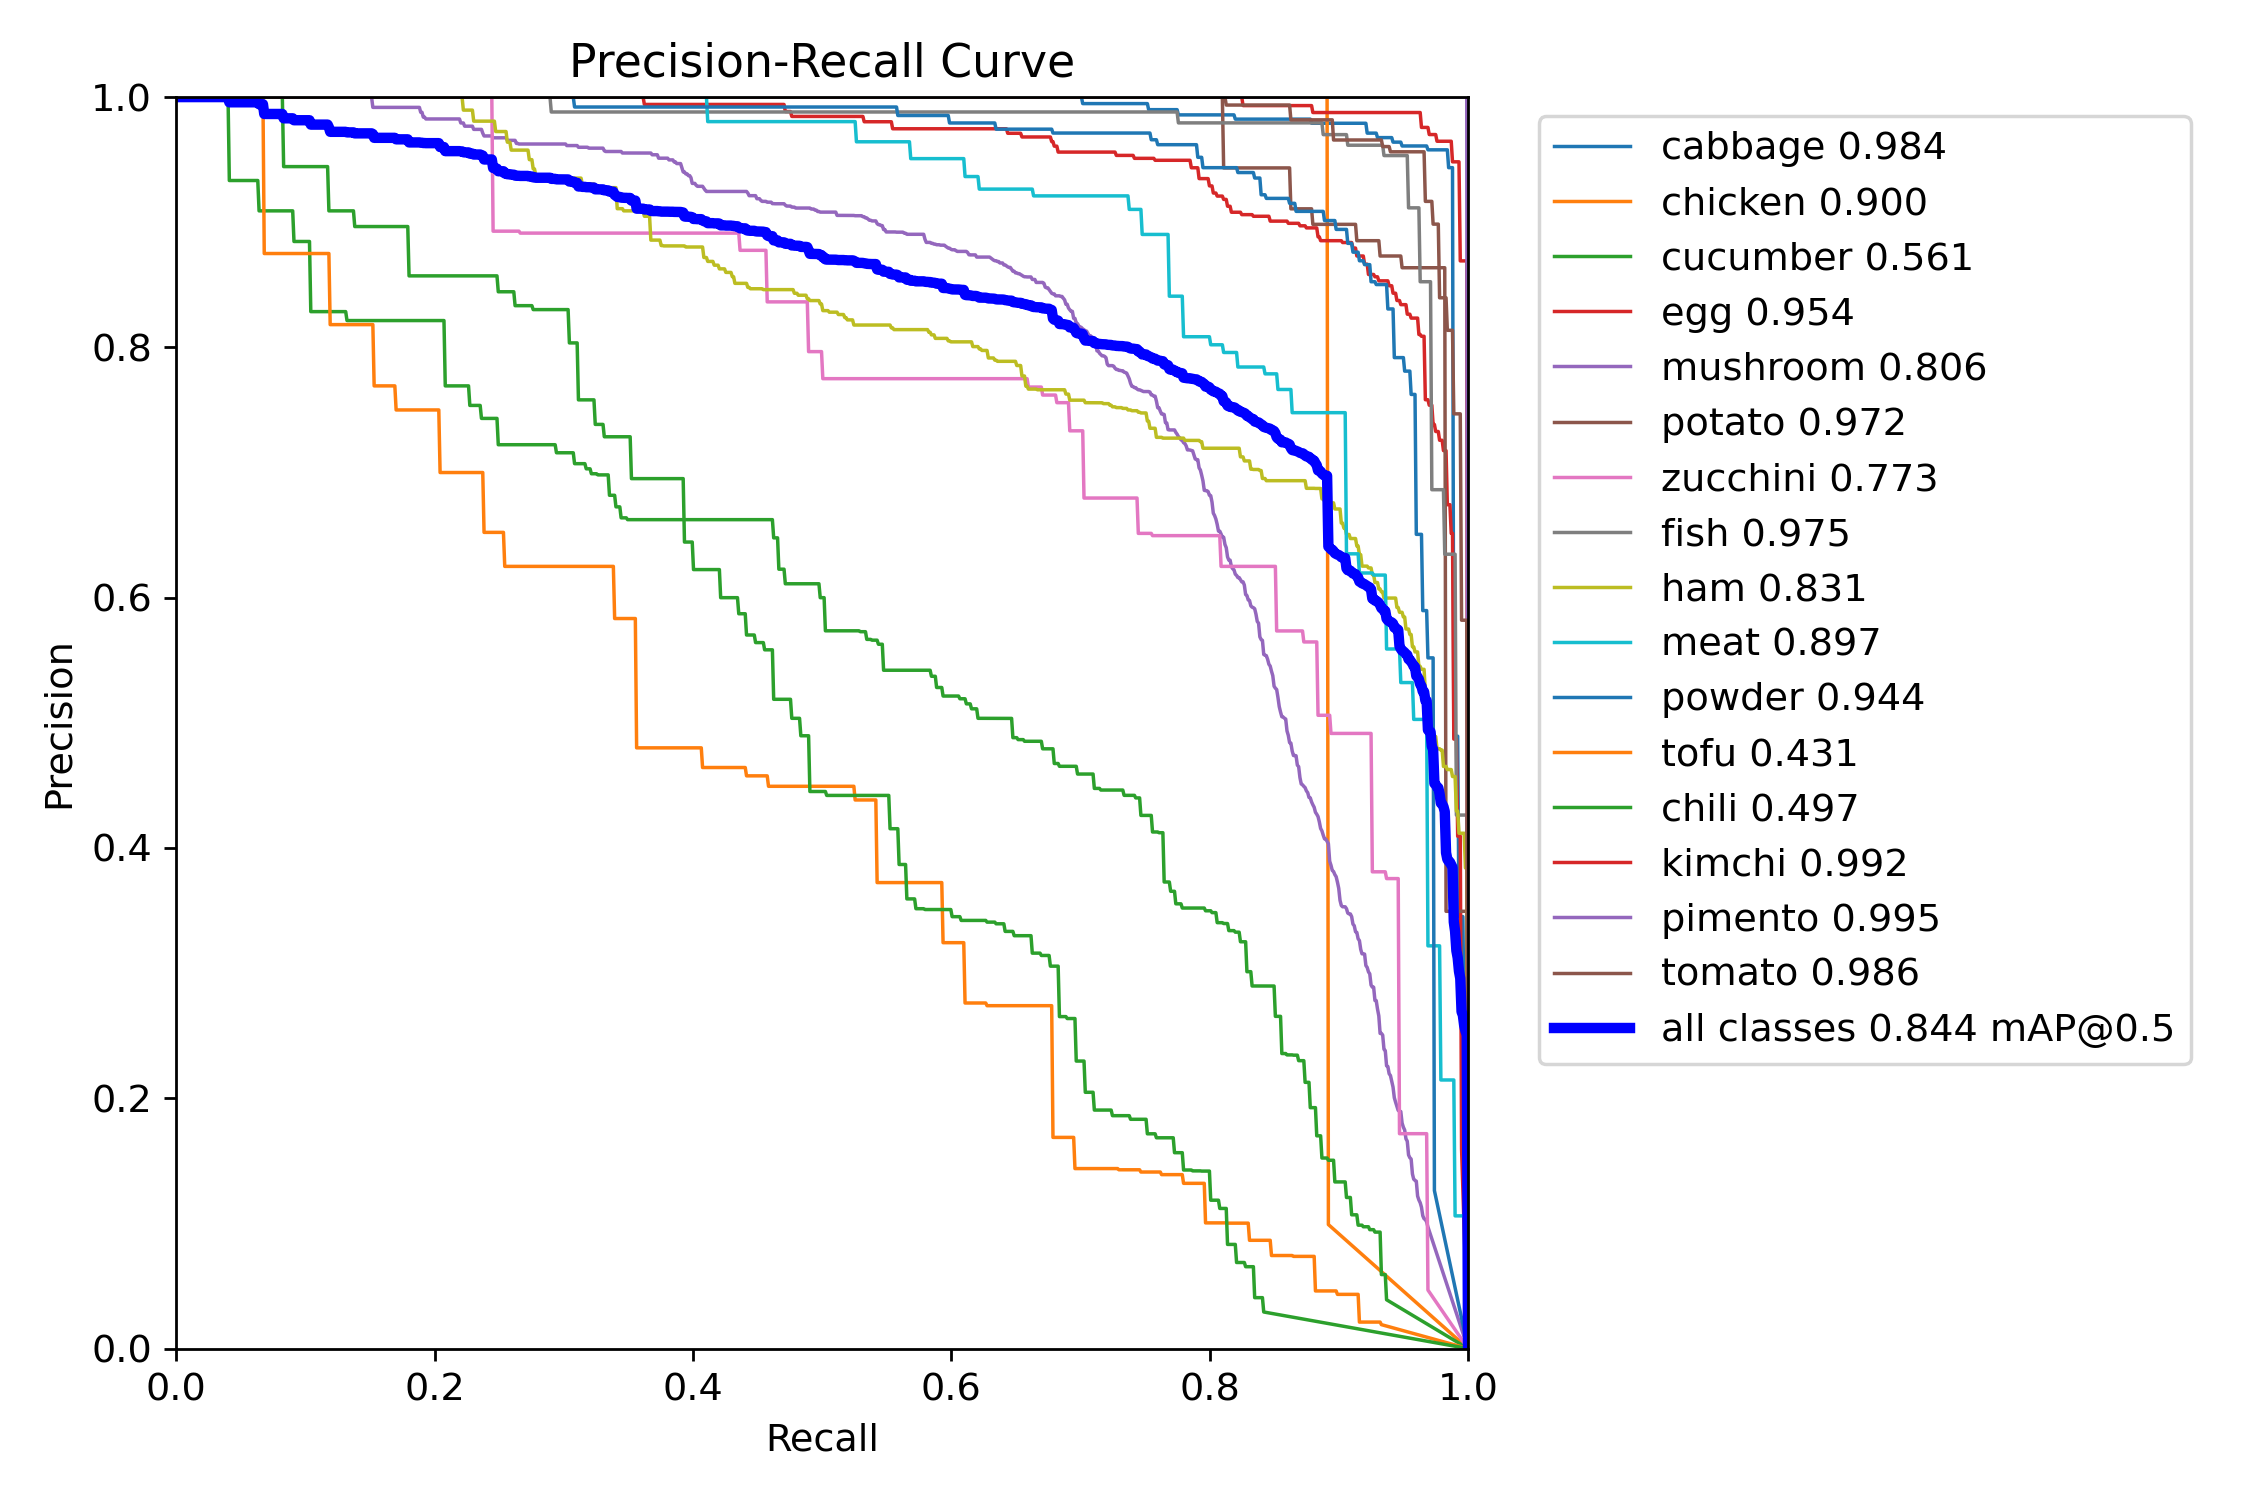 Precision-Recall Curve
1.0
0.8
0.6
0.4
0.2
0.0
Precision
0.0 0.2 0.4 0.6 0.8 1.0
Recall
cabbage 0.984
chicken 0.900
cucumber 0.561
egg 0.954
mushroom 0.806
potato 0.972
zucchini 0.773
fish 0.975
ham 0.831
meat 0.897
powder 0.944
tofu 0.431
chili 0.497
kimchi 0.992
pimento 0.995
tomato 0.986
all classes 0.844 mAP@0.5